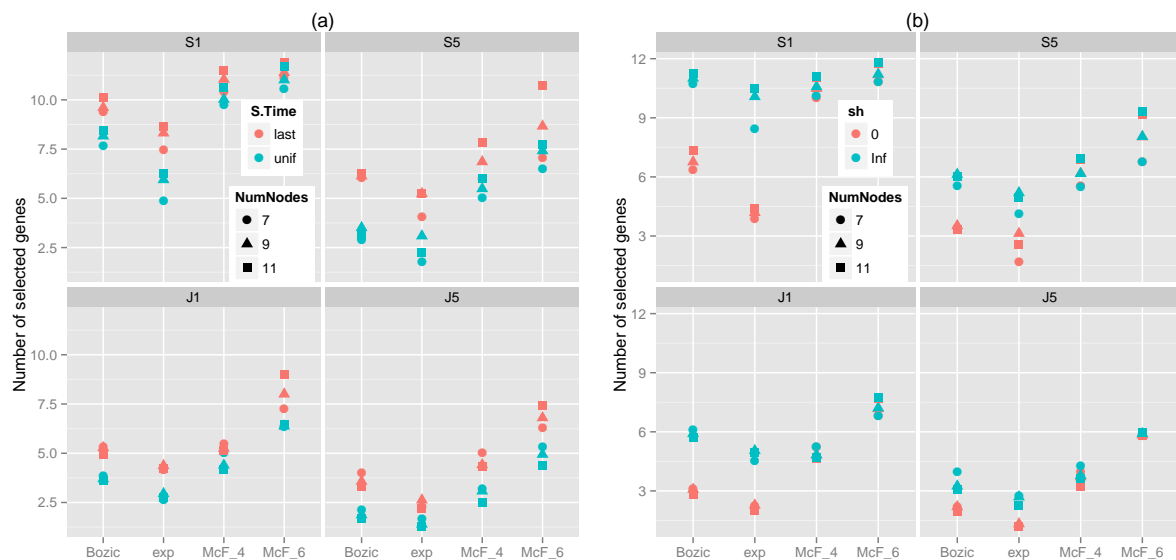 (a)
S1
S5
10.0
7.5
5.0
2.5
S.Time
last
unif
NumNodes
7
9
11
J1
J5
10.0
7.5
5.0
2.5
Number of selected genes
Bozic exp McF_4 McF_6
Bozic exp McF_4 McF_6
(b)
S1
S5
12
9
6
3
sh
0
Inf
NumNodes
7
9
11
J1
J5
12
9
6
3
Number of selected genes
Bozic exp McF_4 McF_6
Bozic exp McF_4 McF_6